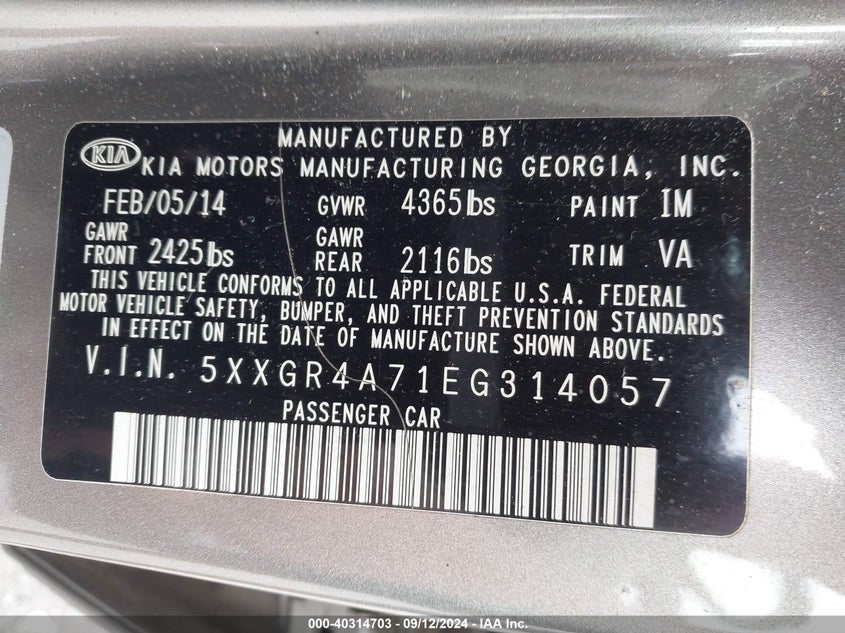 MANUFACTURED BY
KIA KIA MOTORS MANUFACTURING GEORGIA, INC.
FEB/05/14 GVWR 4365lbs PAINT IM
GAWR FRONT 2425lbs GAWR REAR 2116lbs TRIM VA
THIS VEHICLE CONFORMS TO ALL APPLICABLE U.S.A. FEDERAL
MOTOR VEHICLE SAFETY, BUMPER, AND THEFT PREVENTION STANDARDS
IN EFFECT ON THE DATE OF MANUFACTURE SHOWN ABOVE.
V.I.N. 5XXGR4A71EG314057
PASSENGER CAR
000-40314703 - 09/12/2024 - IAA Inc.